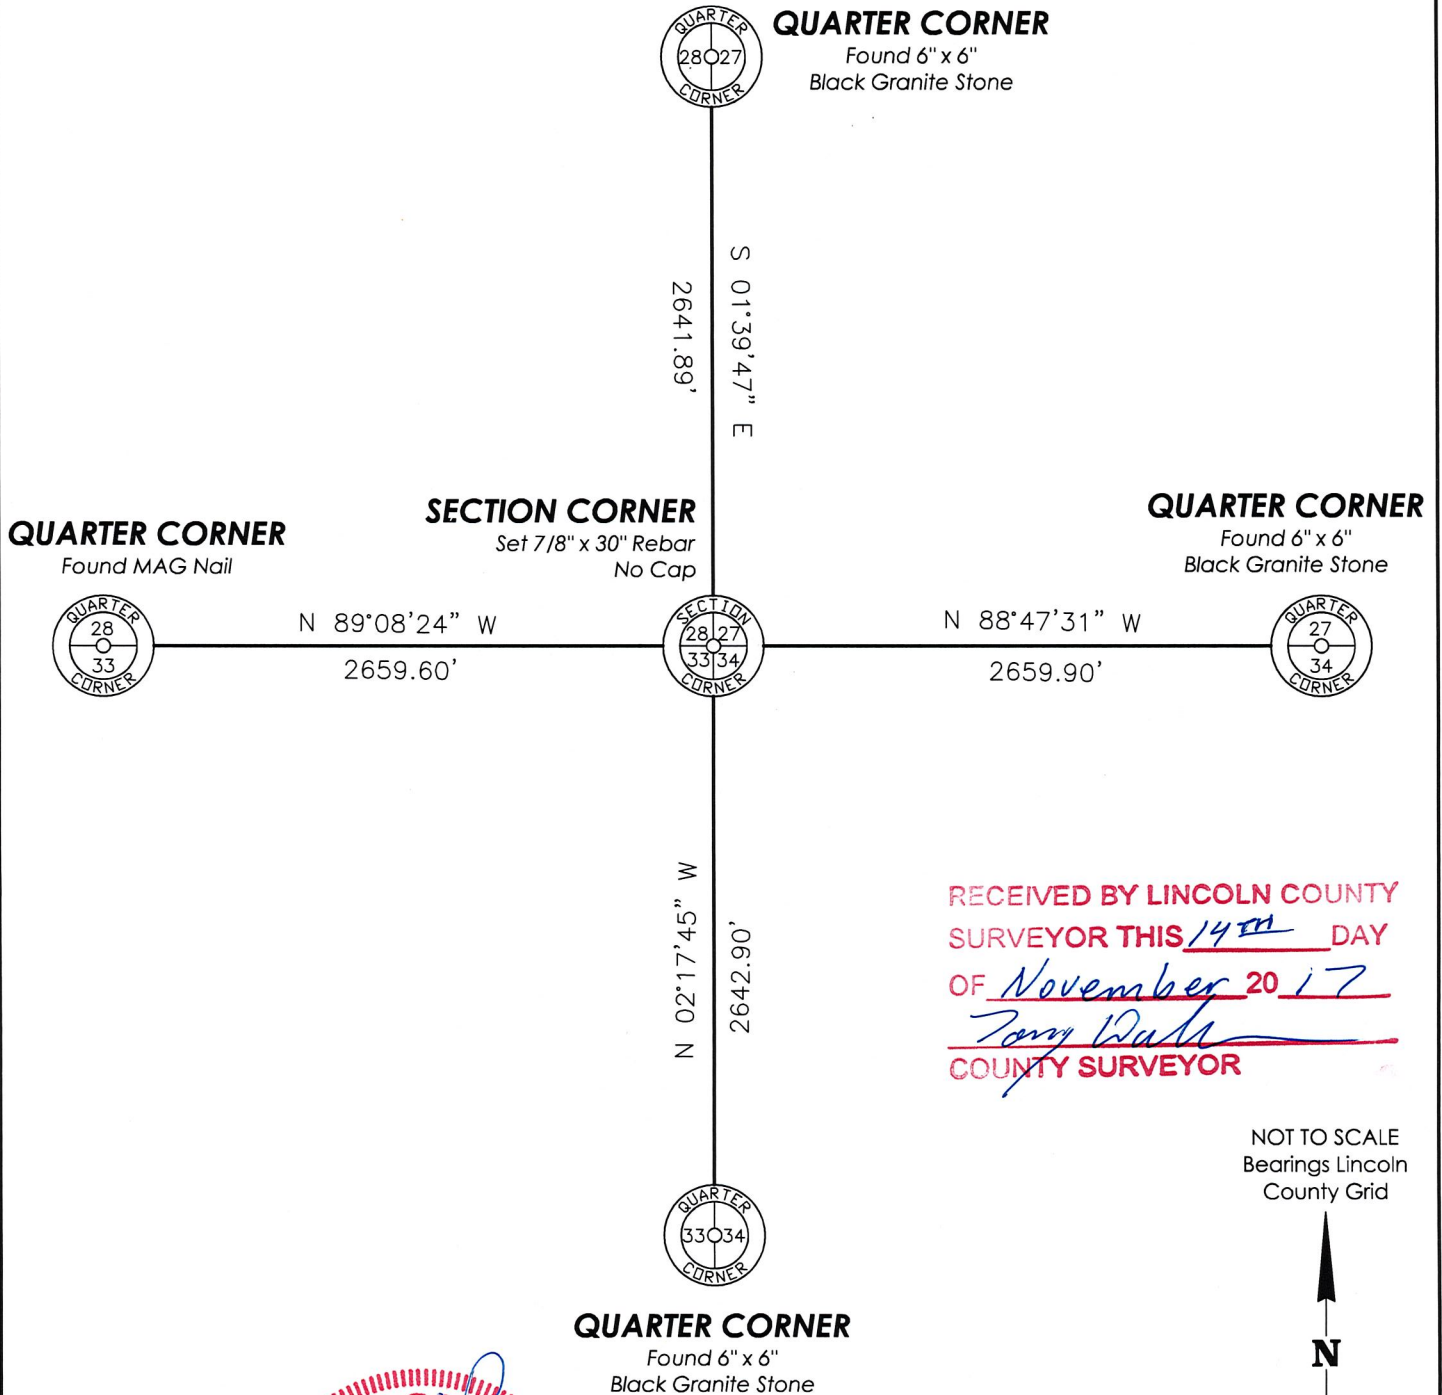 QUARTER
28 27
CORNER
QUARTER CORNER
Found 6" x 6"
Black Granite Stone
S 01°39'47" E
2641.89'
QUARTER CORNER
Found MAG Nail
SECTION CORNER
Set 7/8" x 30" Rebar
No Cap
QUARTER CORNER
Found 6" x 6"
Black Granite Stone
QUARTER
28
33
CORNER
N 89°08'24" W
2659.60'
SECTION
28 27
33 34
CORNER
N 88°47'31" W
2659.90'
QUARTER
27
34
CORNER
N 02°17'45" W
2642.90'
RECEIVED BY LINCOLN COUNTY
SURVEYOR THIS 14TH DAY
OF November 2017
COUNTY SURVEYOR
NOT TO SCALE
Bearings Lincoln
County Grid
N
QUARTER
33 34
CORNER
QUARTER CORNER
Found 6" x 6"
Black Granite Stone